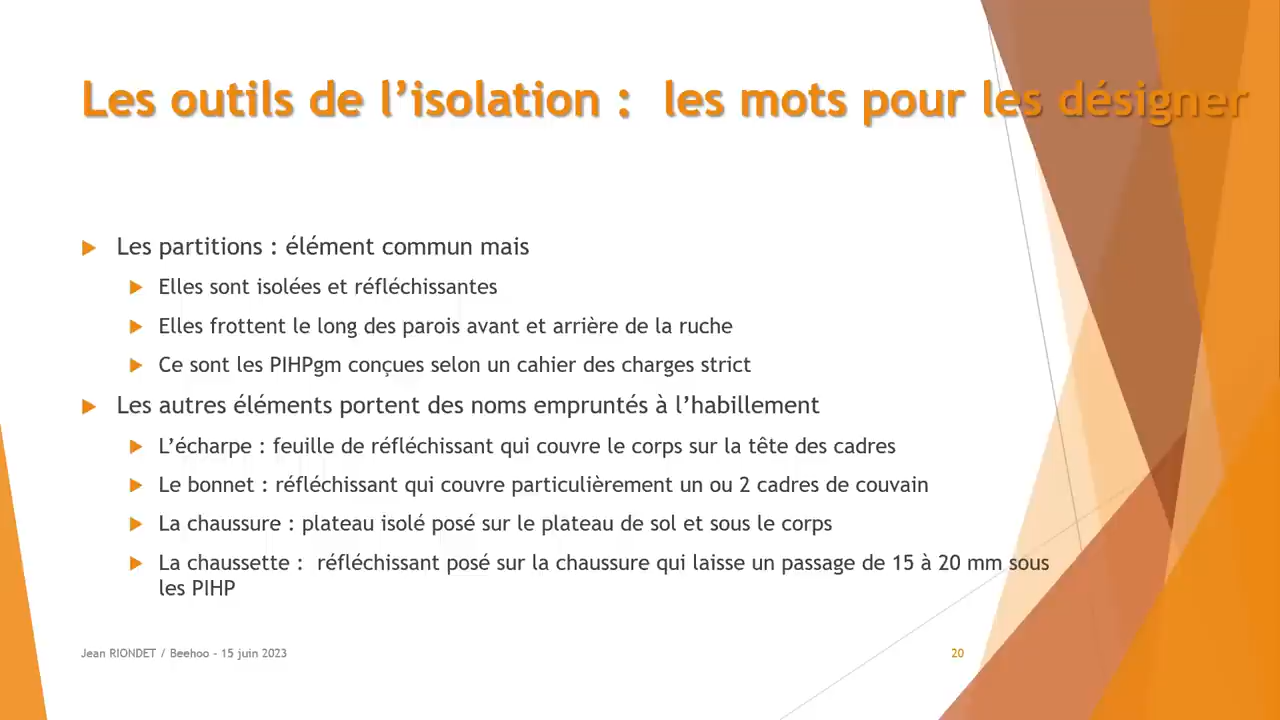 Les outils de l’isolation :  les mots pour les désigner
Les partitions : élément commun mais
Elles sont isolées et réfléchissantes
Elles frottent le long des parois avant et arrière de la ruche
Ce sont les PIHPgm conçues selon un cahier des charges strict
Les autres éléments portent des noms empruntés à l’habillement
L’écharpe : feuille de réfléchissant qui couvre le corps sur la tête des cadres
Le bonnet : réfléchissant qui couvre particulièrement un ou 2 cadres de couvain
La chaussure : plateau isolé posé sur le plateau de sol et sous le corps
La chaussette :  réfléchissant posé sur la chaussure qui laisse un passage de 15 à 20 mm sous
les PIHP
Jean RIONDET / Beehoo - 15 juin 2023
20